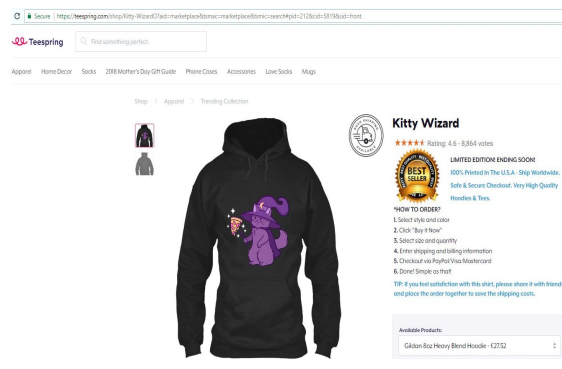 Secure | https://teespring.com/shop/Kitty-WizardO?aid=marketplace&tsmac=marketplace&tsmic=search#pid=212&cid=5819&sid=front
Teespring
Find something perfect
Apparel Home Decor Socks 2018 Mother's Day Gift Guide Phone Cases Accessories Love Socks Mugs
Shop > Apparel > Trending Collection
Kitty Wizard
Rating: 4.6 - 8,864 votes
BEST
SELLER
LIMITED EDITION! ENDING SOON!
100% Printed In The U.S.A - Ship Worldwide.
Safe & Secure Checkout. Very High Quality
Hoodies & Tees.
*HOW TO ORDER?
1. Select style and color
2. Click "Buy it Now"
3. Select size and quantity
4. Enter shipping and billing information
5. Checkout via PayPal/Visa/Mastercard
6. Done! Simple as that!
TIP: If you feel satisfiction with this shirt, please share it with friend
and place the order together to save the shipping costs.
Available Products:
Gildan 8oz Heavy Blend Hoodie - €27.52